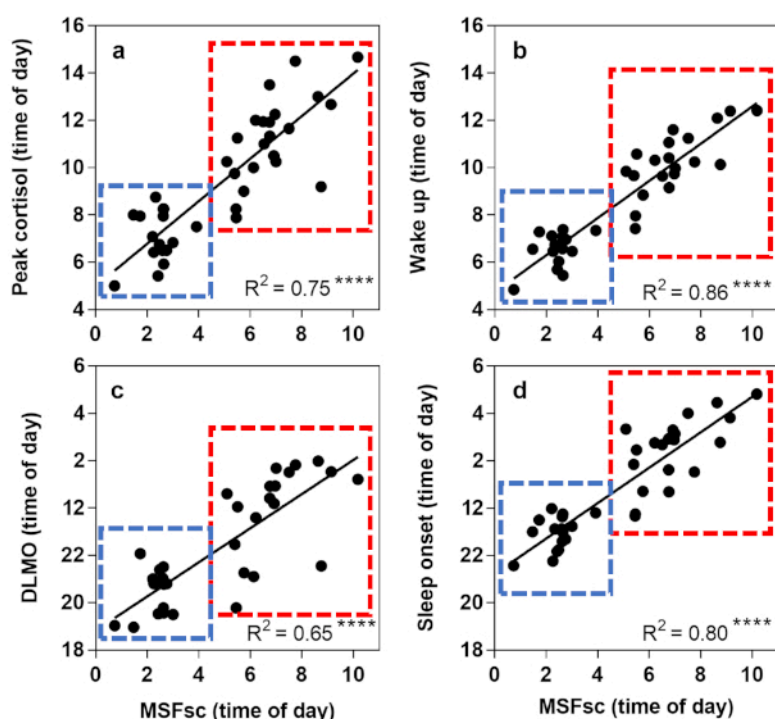 a
Peak cortisol (time of day)
16
14
12
10
8
6
4
R² = 0.75 ****
0 2 4 6 8 10
b
Wake up (time of day)
16
14
12
10
8
6
4
R² = 0.86 ****
0 2 4 6 8 10
c
DLMO (time of day)
6
4
2
12
22
20
18
R² = 0.65 ****
0 2 4 6 8 10
MSFsc (time of day)
d
Sleep onset (time of day)
6
4
2
12
22
20
18
R² = 0.80 ****
0 2 4 6 8 10
MSFsc (time of day)